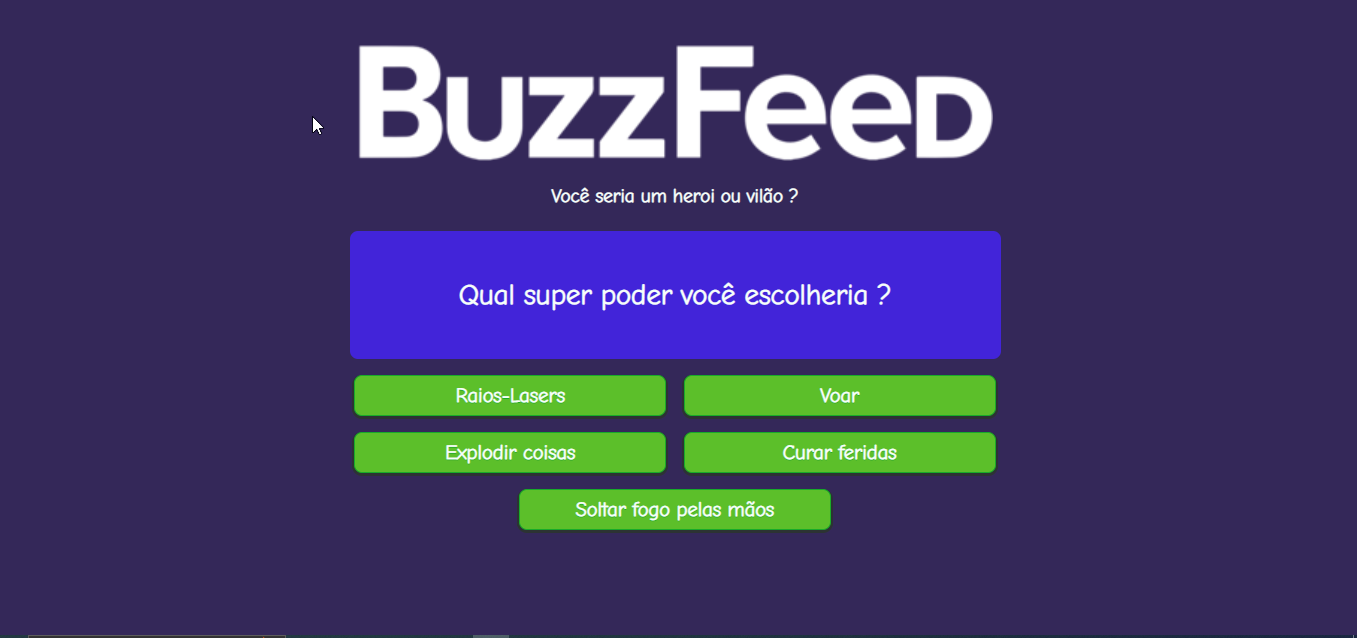 BuzzFeed
Você seria um heroi ou vilão ?
Qual super poder você escolheria ?
Raios-Lasers
Voar
Explodir coisas
Curar feridas
Soltar fogo pelas mãos